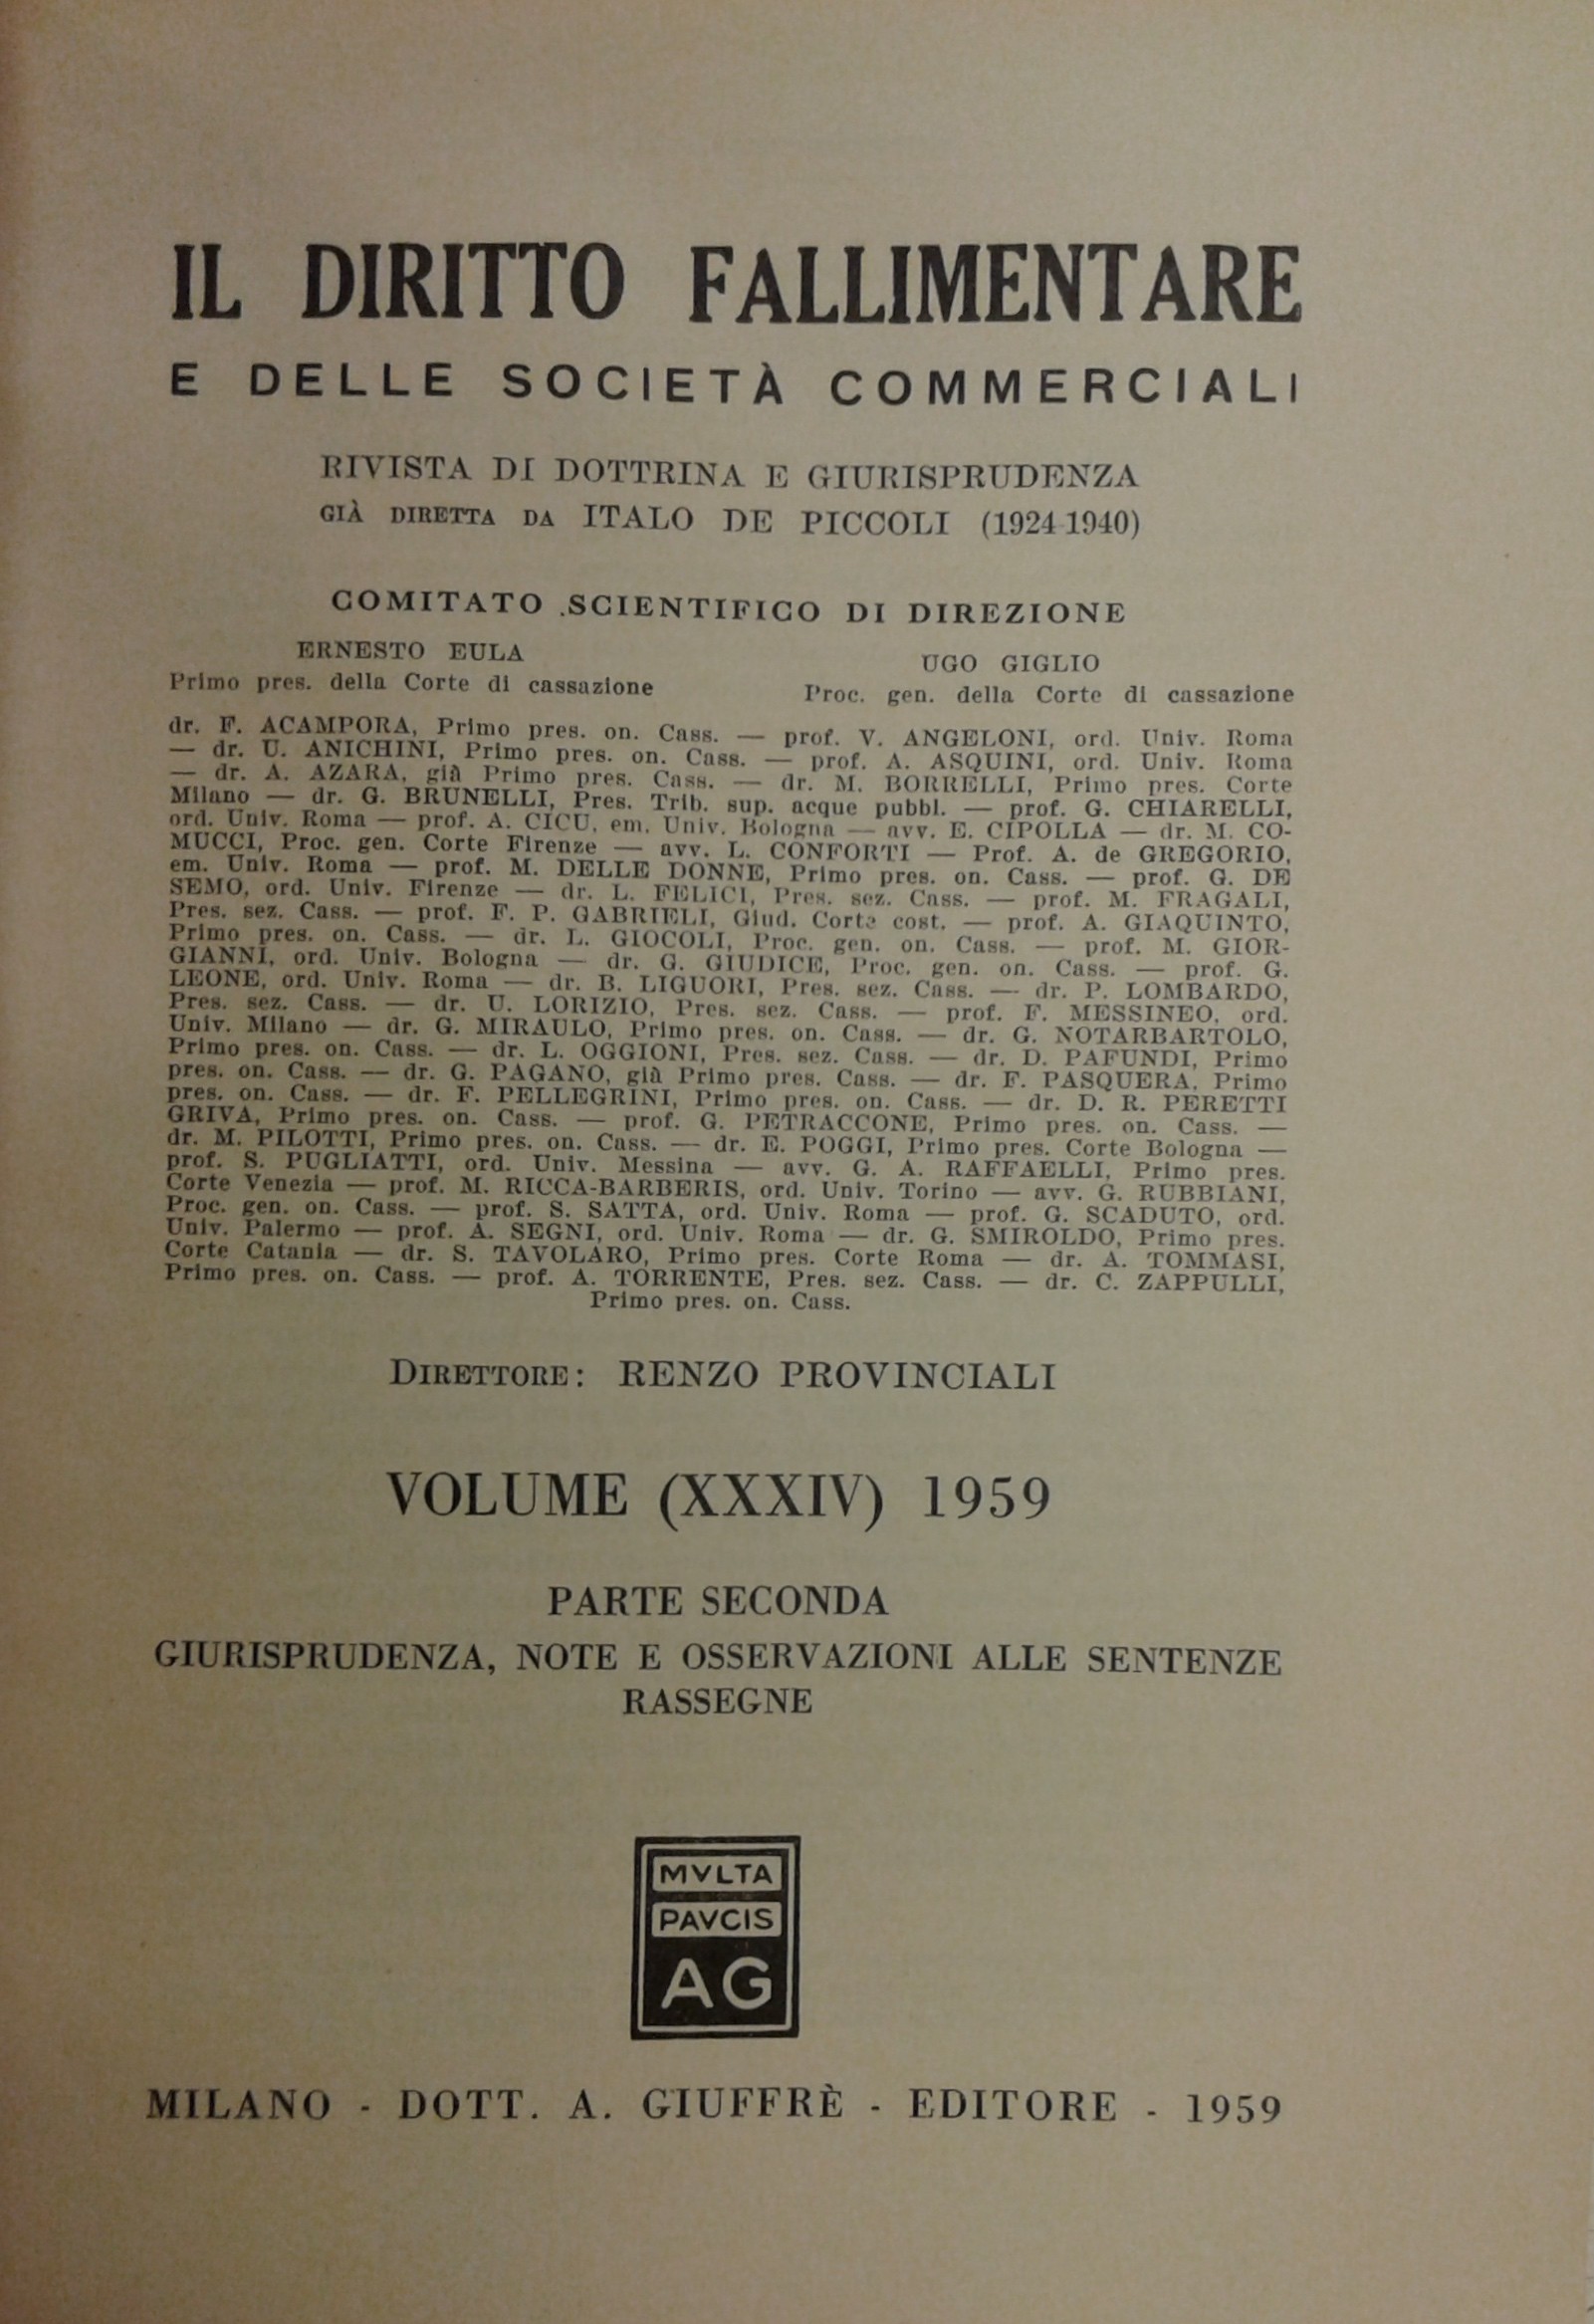 IL DIRITTO FALLIMENTARE
E DELLE SOCIETÀ COMMERCIALI
RIVISTA DI DOTTRINA E GIURISPRUDENZA
GIÀ DIRETTA DA ITALO DE PICCOLI (1924-1940)
COMITATO SCIENTIFICO DI DIREZIONE
ERNESTO EULA
Primo pres. della Corte di cassazione
UGO GIGLIO
Proc. gen. della Corte di cassazione
dr. F. ACAMPORA, Primo pres. on. Cass. — prof. V. ANGELONI, ord. Univ. Roma
— dr. U. ANICHINI, Primo pres. on. Cass. — prof. A. ASQUINI, ord. Univ. Roma
— dr. A. AZARA, già Primo pres. Cass. — dr. M. BORRELLI, Primo pres. Corte
Milano — dr. G. BRUNELLI, Pres. Trib. sup. acque pubbl. — prof. G. CHIARELLI,
ord. Univ. Roma — prof. A. CICU, em. Univ. Bologna — avv. E. CIPOLLA — dr. M. CO-
MUCCI, Proc. gen. Corte Firenze — avv. L. CONFORTI — Prof. A. de GREGORIO,
em. Univ. Roma — prof. M. DELLE DONNE, Primo pres. on. Cass. — prof. G. DE
SEMO, ord. Univ. Firenze — dr. L. FELICI, Pres. sez. Cass. — prof. M. FRAGALI,
Pres. sez. Cass. — prof. F. P. GABRIELI, Giud. Corte cost. — prof. A. GIAQUINTO,
Primo pres. on. Cass. — dr. L. GIOCOLI, Proc. gen. on. Cass. — prof. M. GIOR-
GIANNI, ord. Univ. Bologna — dr. G. GIUDICE, Proc. gen. on. Cass. — prof. G.
LEONE, ord. Univ. Roma — dr. B. LIGUORI, Pres. sez. Cass. — dr. P. LOMBARDO,
Pres. sez. Cass. — dr. U. LORIZIO, Pres. sez. Cass. — prof. F. MESSINEO, ord.
Univ. Milano — dr. G. MIRAULO, Primo pres. on. Cass. — dr. G. NOTARBARTOLO,
Primo pres. on. Cass. — dr. L. OGGIONI, Pres. sez. Cass. — dr. D. PAFUNDI, Primo
pres. on. Cass. — dr. G. PAGANO, già Primo pres. Cass. — dr. F. PASQUERA, Primo
pres. on. Cass. — dr. F. PELLEGRINI, Primo pres. on. Cass. — dr. D. R. PERETTI
GRIVA, Primo pres. on. Cass. — prof. G. PETRACCONE, Primo pres. on. Cass. —
dr. M. PILOTTI, Primo pres. on. Cass. — dr. E. POGGI, Primo pres. Corte Bologna —
prof. S. PUGLIATTI, ord. Univ. Messina — avv. G. A. RAFFAELLI, Primo pres.
Corte Venezia — prof. M. RICCA-BARBERIS, ord. Univ. Torino — avv. G. RUBBIANI,
Proc. gen. on. Cass. — prof. S. SATTA, ord. Univ. Roma — prof. G. SCADUTO, ord.
Univ. Palermo — prof. A. SEGNI, ord. Univ. Roma — dr. G. SMIROLDO, Primo pres.
Corte Catania — dr. S. TAVOLARO, Primo pres. Corte Roma — dr. A. TOMMASI,
Primo pres. on. Cass. — prof. A. TORRENTE, Pres. sez. Cass. — dr. C. ZAPPULLI,
Primo pres. on. Cass.
DIRETTORE: RENZO PROVINCIALI
VOLUME (XXXIV) 1959
PARTE SECONDA
GIURISPRUDENZA, NOTE E OSSERVAZIONI ALLE SENTENZE
RASSEGNE
MVLTA
PAVCIS
AG
MILANO - DOTT. A. GIUFFRÈ - EDITORE - 1959